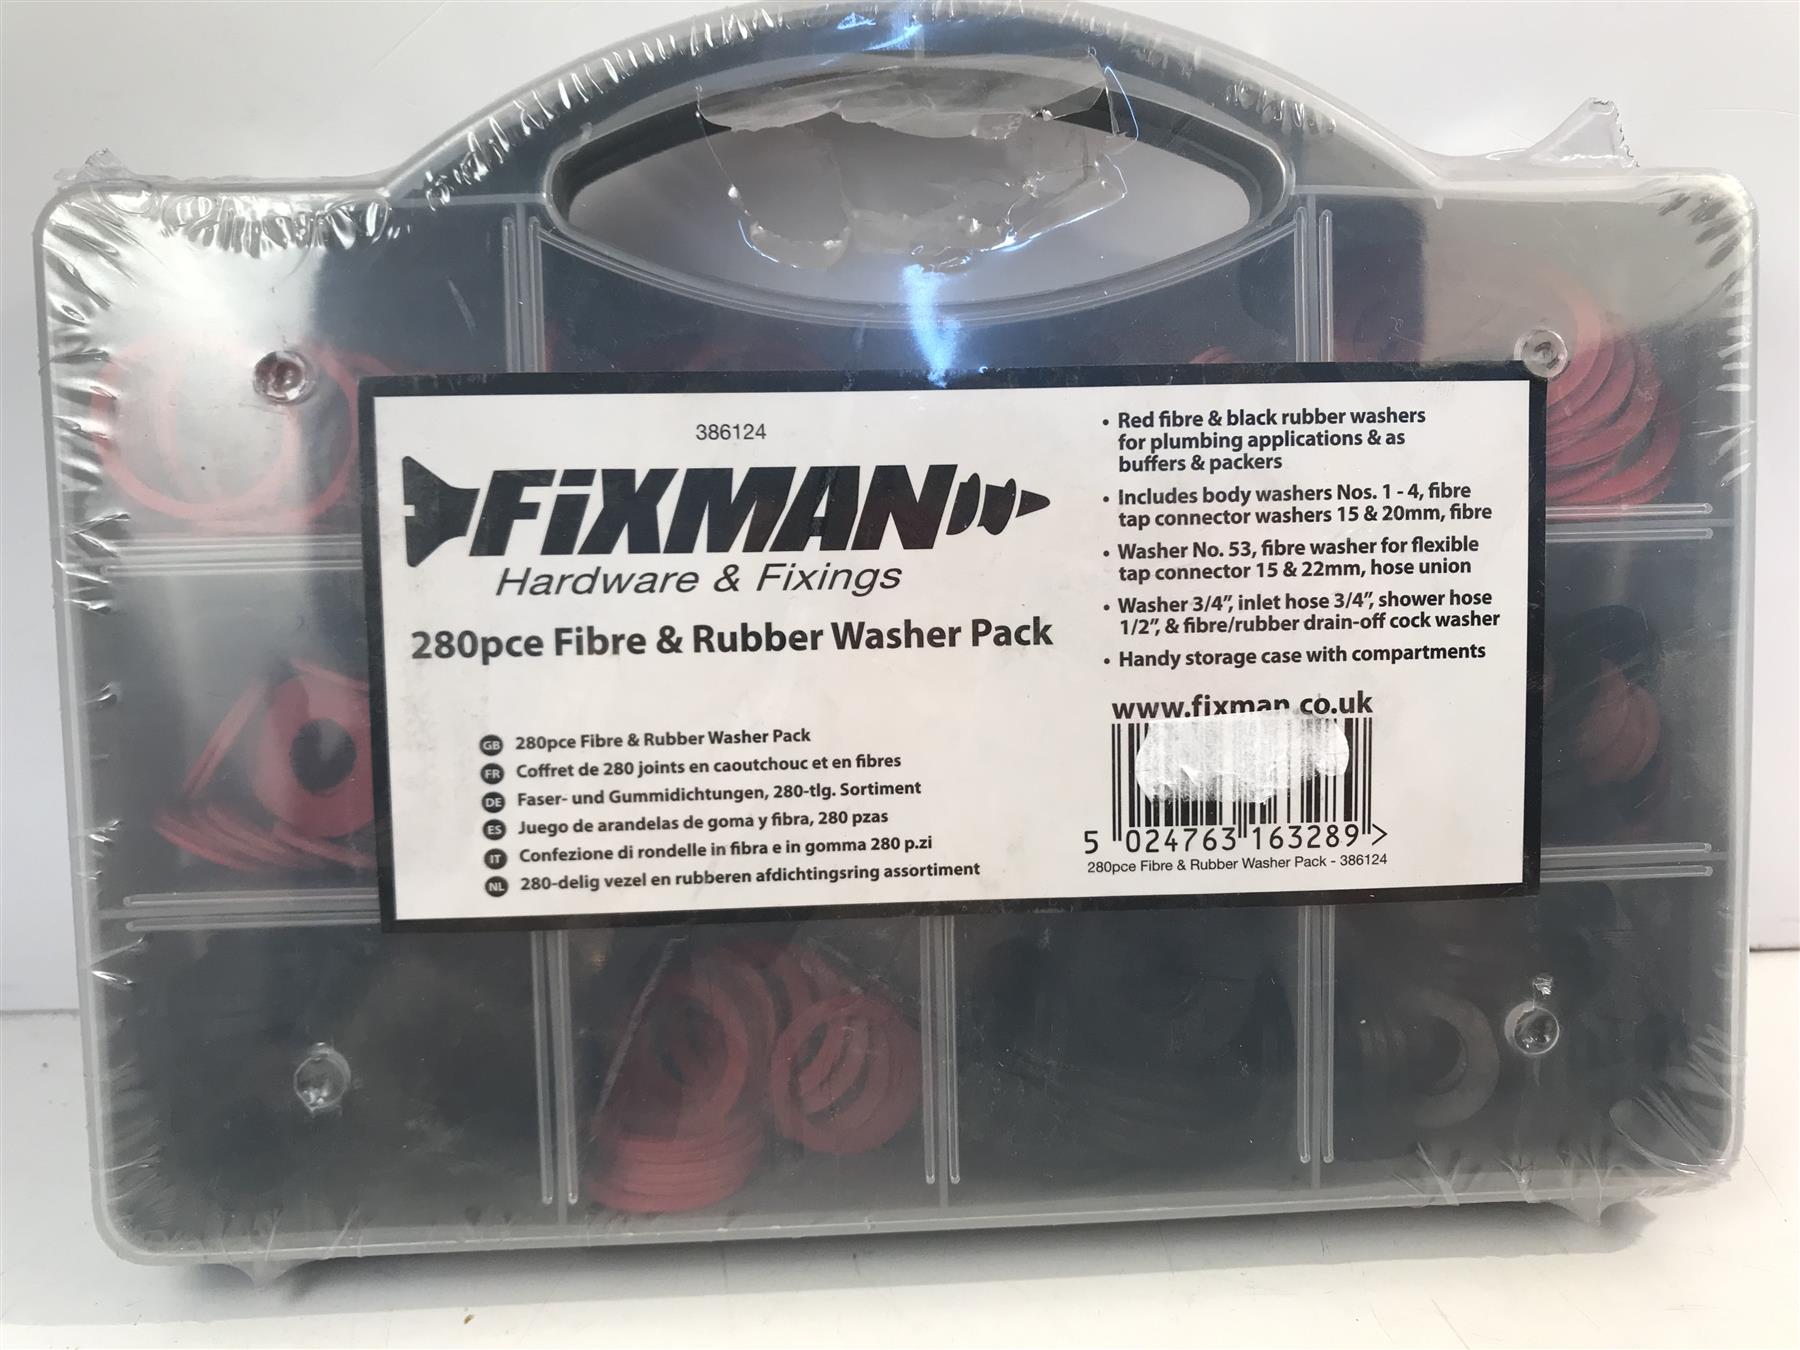 386124
FiXMAN
Hardware & Fixings
280pce Fibre & Rubber Washer Pack
GB 280pce Fibre & Rubber Washer Pack
FR Coffret de 280 joints en caoutchouc et en fibres
DE Faser- und Gummidichtungen, 280-tlg. Sortiment
ES Juego de arandelas de goma y fibra, 280 pzas
IT Confezione di rondelle in fibra e in gomma 280 p.zi
NL 280-delig vezel en rubberen afdichtingsring assortiment
• Red fibre & black rubber washers
for plumbing applications & as
buffers & packers
• Includes body washers Nos. 1 - 4, fibre
tap connector washers 15 & 20mm, fibre
• Washer No. 53, fibre washer for flexible
tap connector 15 & 22mm, hose union
• Washer 3/4", inlet hose 3/4", shower hose
1/2", & fibre/rubber drain-off cock washer
• Handy storage case with compartments
www.fixman.co.uk
5 024763 163289 >
280pce Fibre & Rubber Washer Pack - 386124